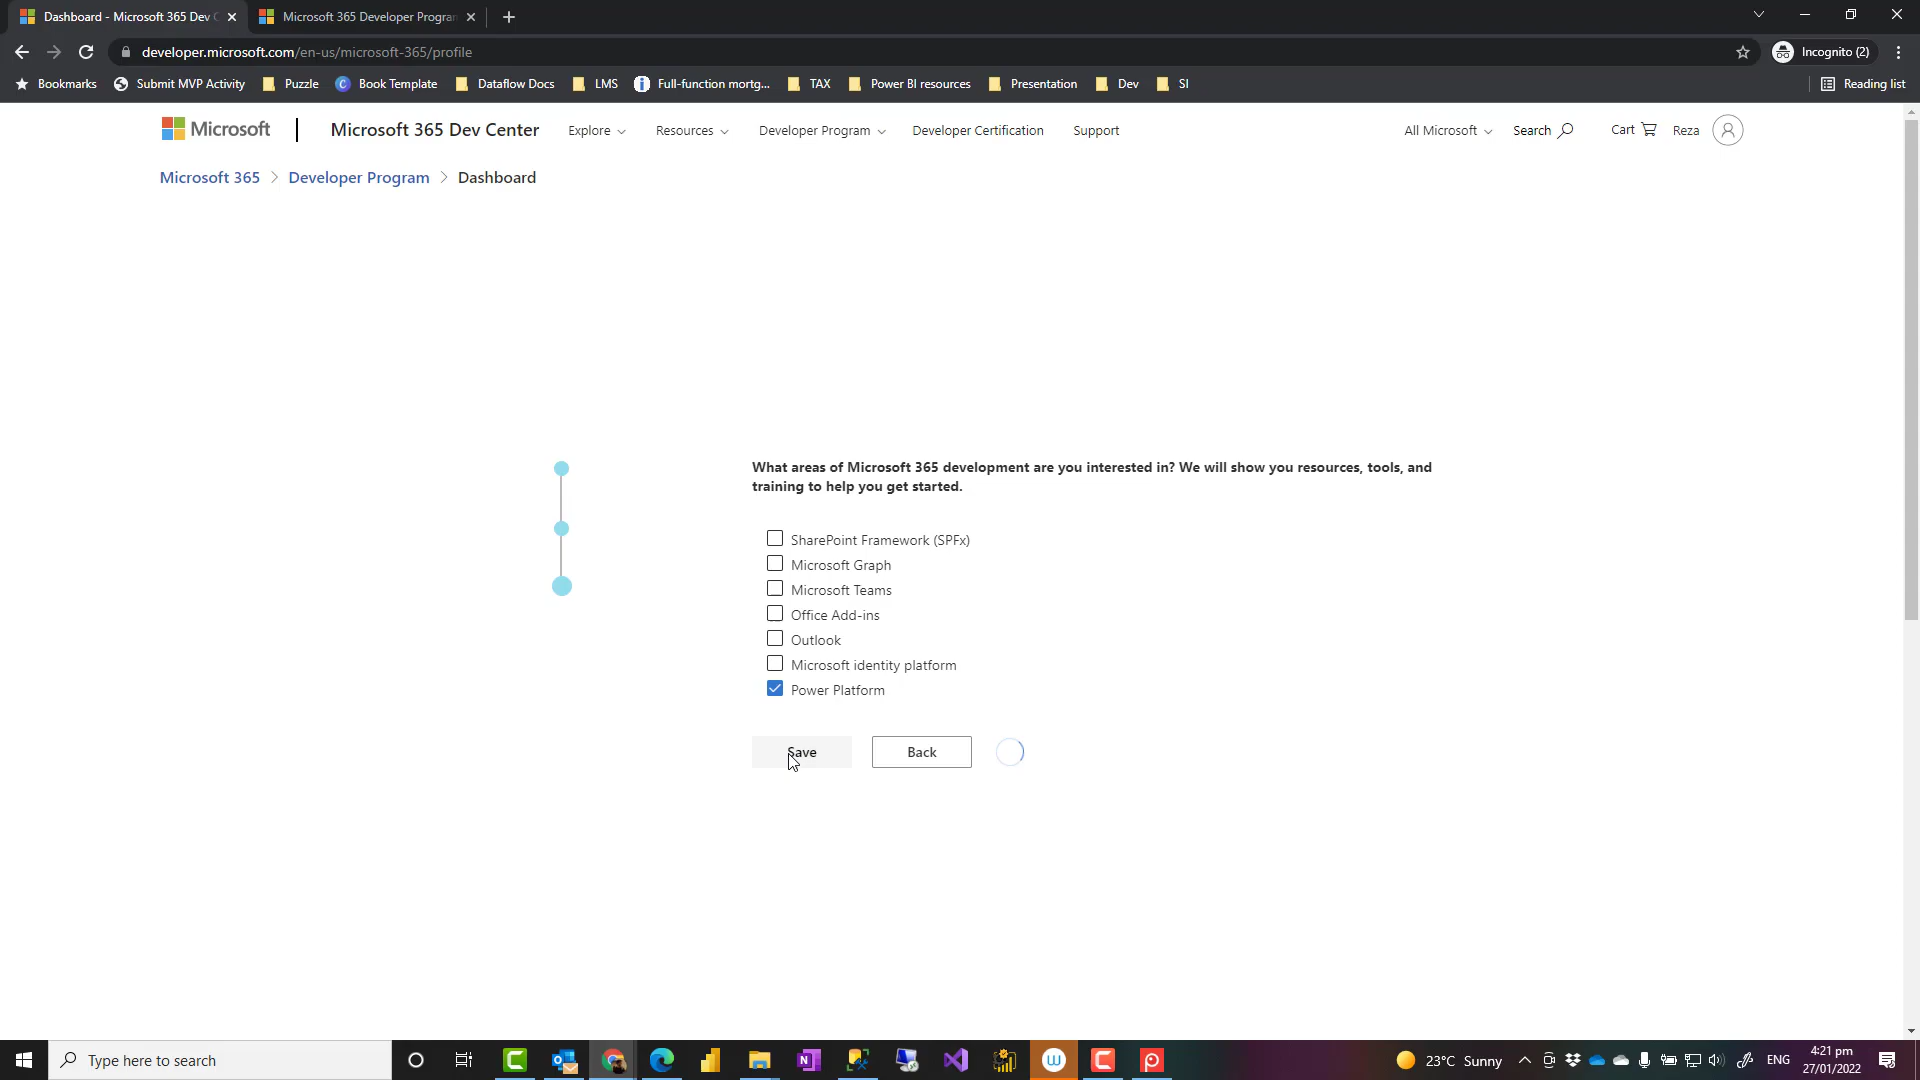 Dashboard - Microsoft 365 Dev C
Microsoft 365 Developer Program
developer.microsoft.com/en-us/microsoft-365/profile
Incognito (2)
Bookmarks
Submit MVP Activity
Puzzle
Book Template
Dataflow Docs
LMS
Full-function mortg...
TAX
Power BI resources
Presentation
Dev
SI
Reading list
Microsoft
Microsoft 365 Dev Center
Explore
Resources
Developer Program
Developer Certification
Support
All Microsoft
Search
Cart
Reza
Microsoft 365 > Developer Program > Dashboard
What areas of Microsoft 365 development are you interested in? We will show you resources, tools, and
training to help you get started.
SharePoint Framework (SPFx)
Microsoft Graph
Microsoft Teams
Office Add-ins
Outlook
Microsoft identity platform
Power Platform
Save
Back
Type here to search
23°C Sunny
ENG
4:21 pm
27/01/2022